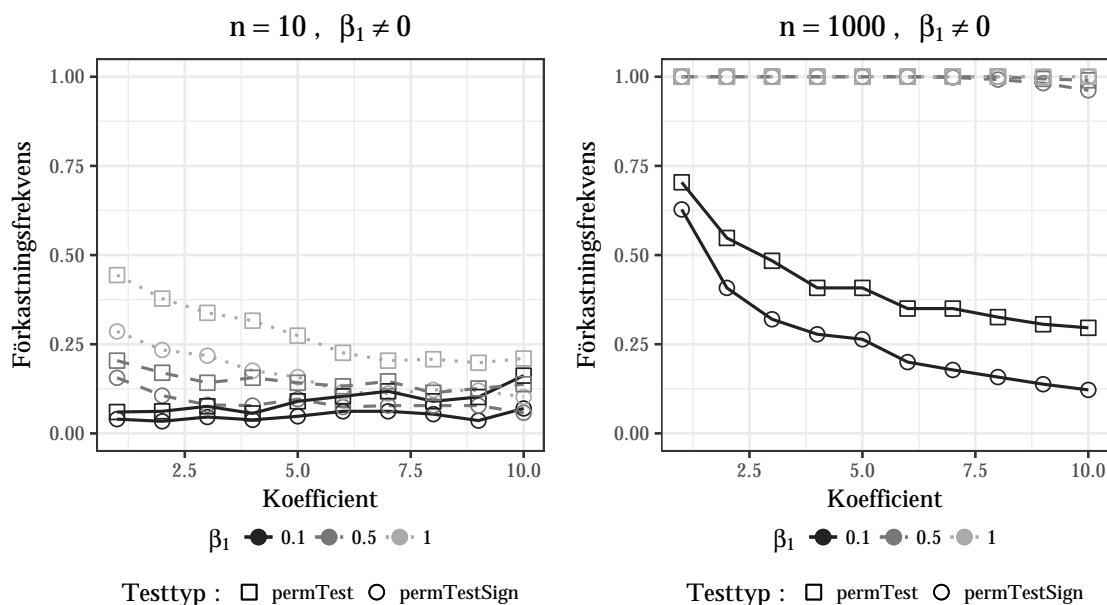 n = 10 , β₁ ≠ 0
1.00
0.75
0.50
0.25
0.00
Förkastningsfrekvens
2.5 5.0 7.5 10.0
Koefficient
β₁ 0.1 0.5 1
Testtyp : permTest permTestSign
n = 1000 , β₁ ≠ 0
1.00
0.75
0.50
0.25
0.00
Förkastningsfrekvens
2.5 5.0 7.5 10.0
Koefficient
β₁ 0.1 0.5 1
Testtyp : permTest permTestSign